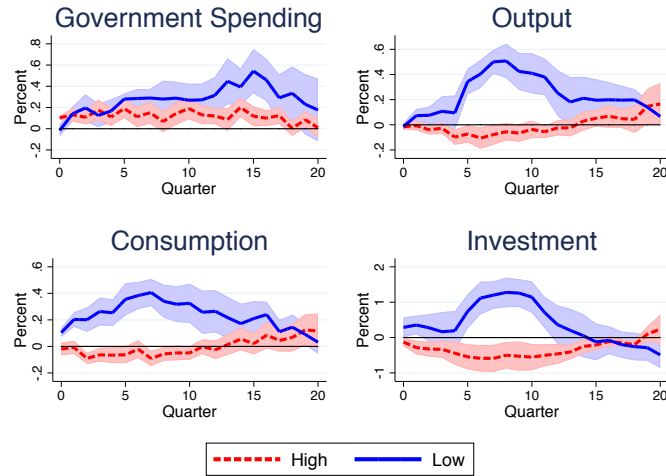 Government Spending
Percent
.8
.6
.4
.2
0
-.2
0 5 10 15 20
Quarter
Output
Percent
.6
.4
.2
0
-.2
0 5 10 15 20
Quarter
Consumption
Percent
.6
.4
.2
0
-.2
0 5 10 15 20
Quarter
Investment
Percent
2
1
0
-1
0 5 10 15 20
Quarter
High Low